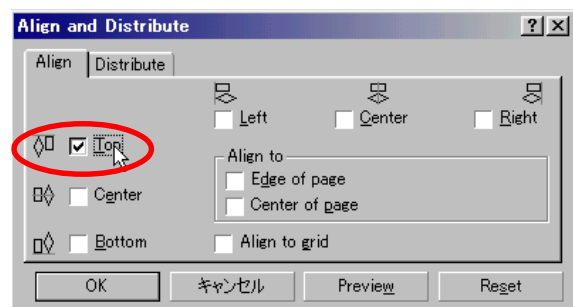 Align and Distribute
Align Distribute
Left Center Right
Top
Align to
Edge of page
Center Center of page
Bottom Align to grid
OK キャンセル Preview Reset